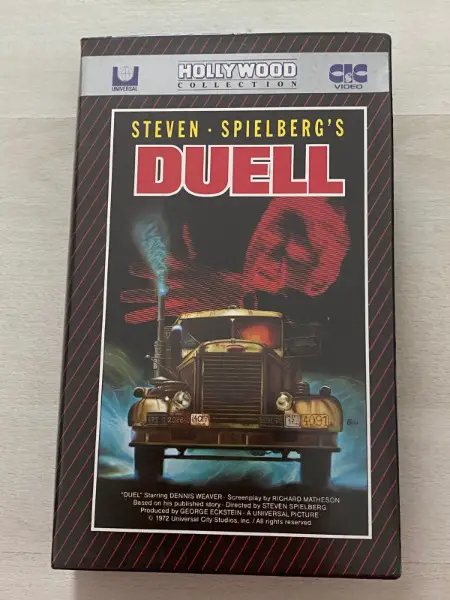 UNIVERSAL
HOLLYWOOD
COLLECTION
CIC
VIDEO
STEVEN · SPIELBERG'S
DUELL
406
4091
"DUEL" Starring DENNIS WEAVER · Screenplay by RICHARD MATHESON
Based on his published story · Directed by STEVEN SPIELBERG
Produced by GEORGE ECKSTEIN · A UNIVERSAL PICTURE
© 1972 Universal City Studios, Inc. / All rights reserved.